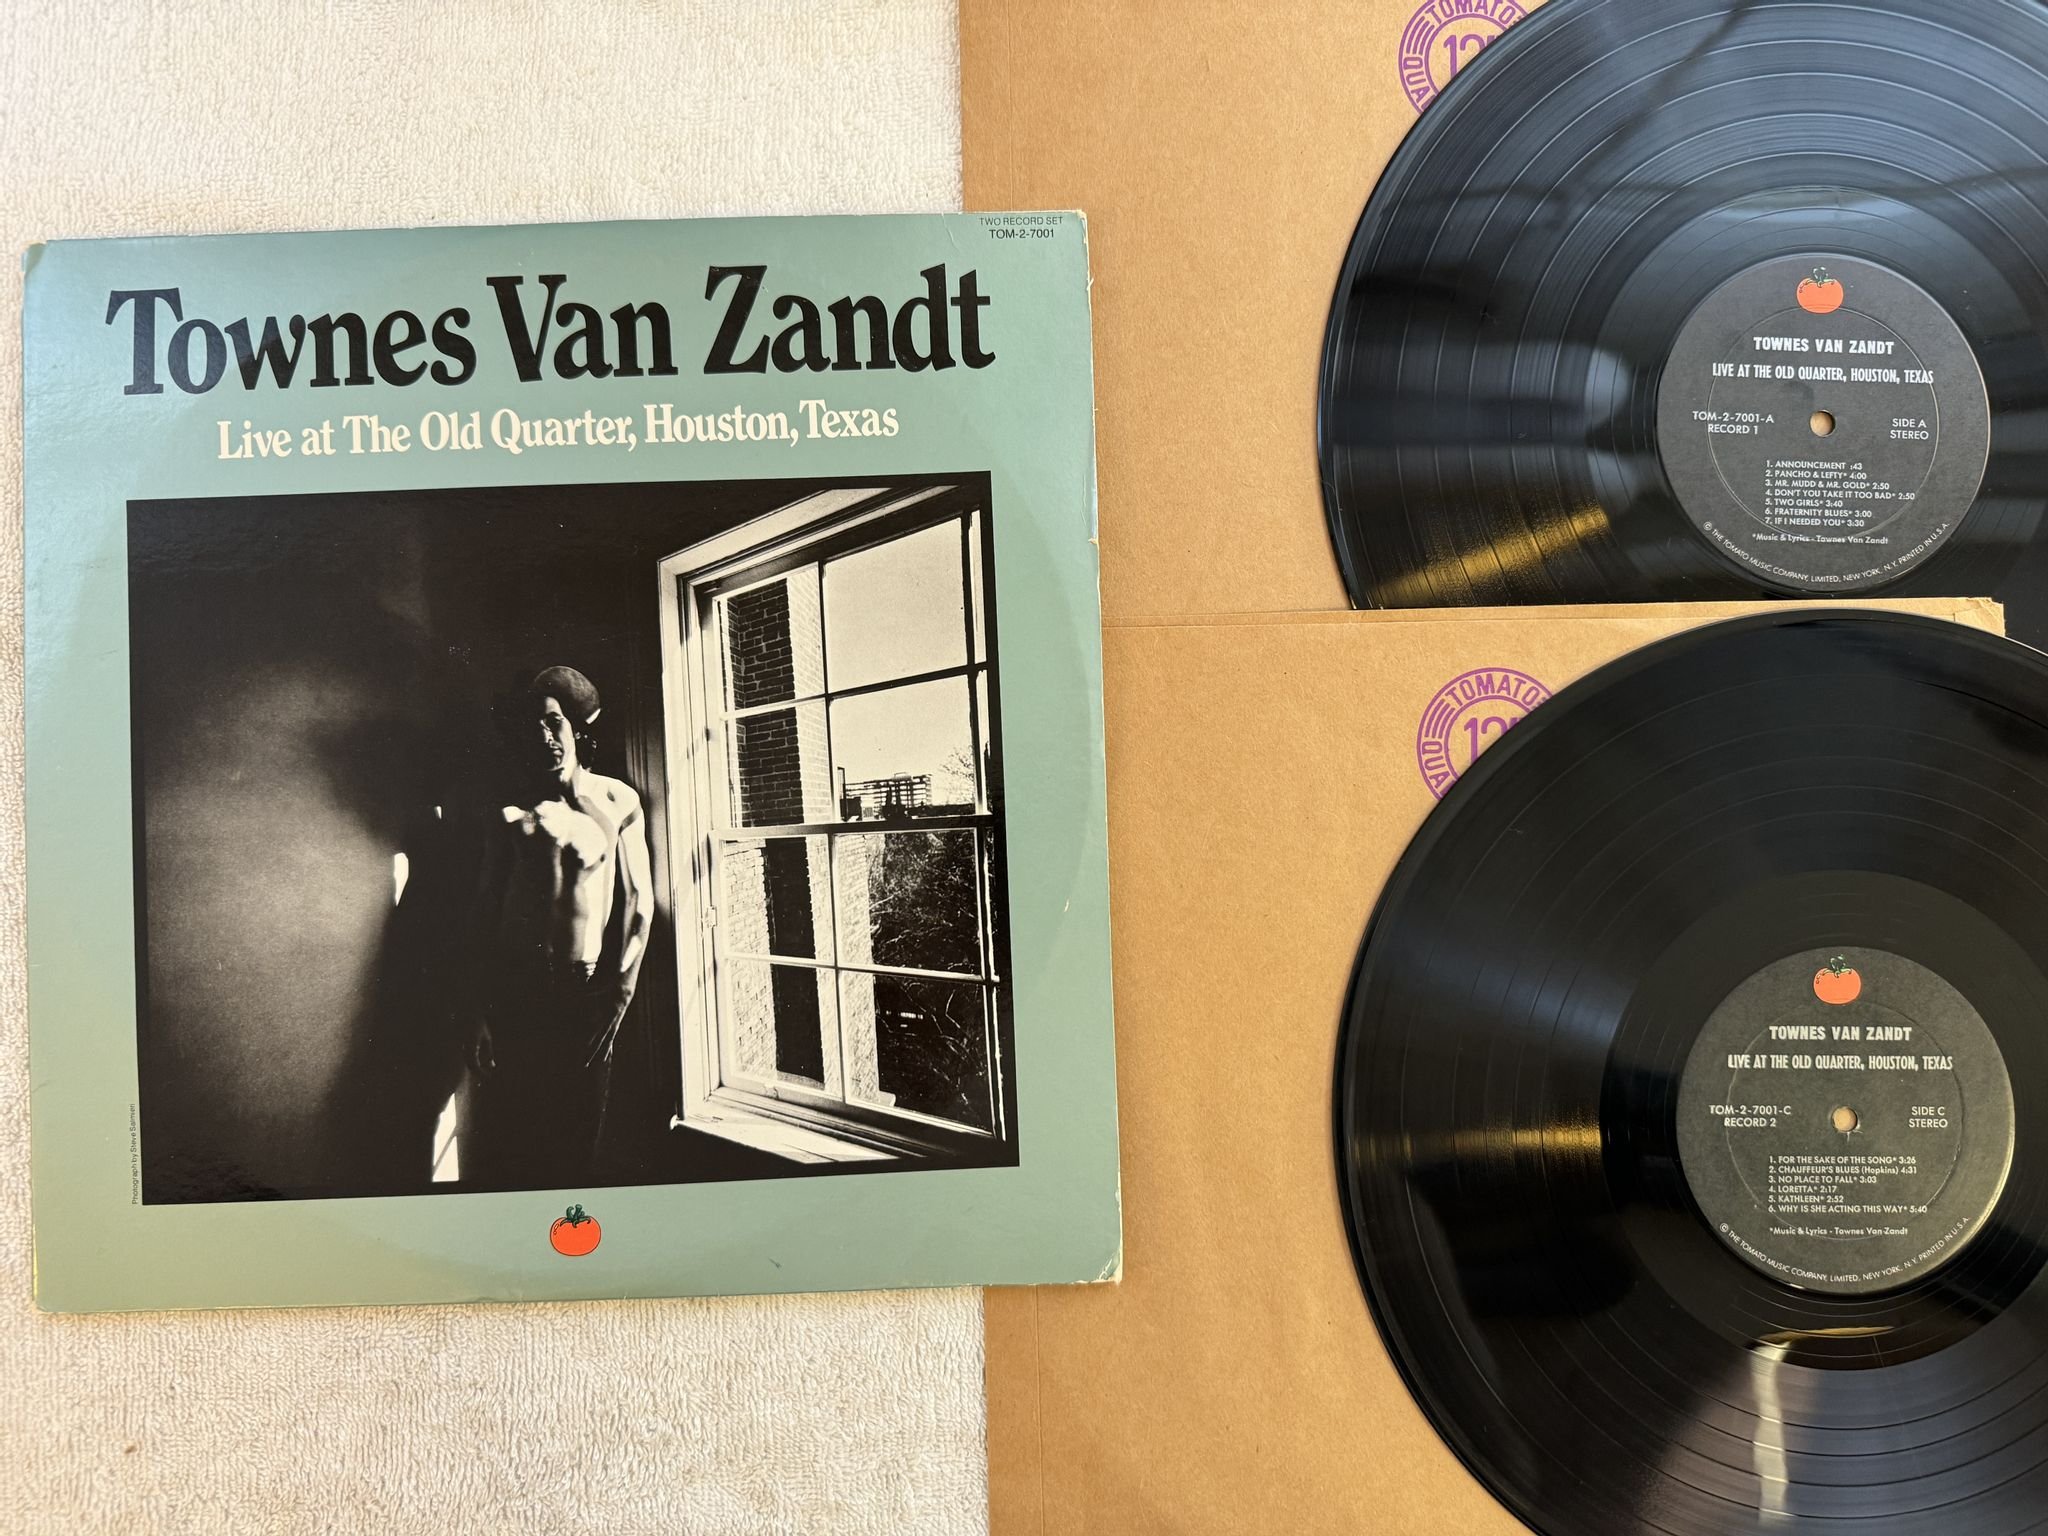 TWO RECORD SET
TOM-2-7001
Townes Van Zandt
Live at The Old Quarter, Houston, Texas
Photograph by Steve Salmieri
TOMATO
TOWNES VAN ZANDT
LIVE AT THE OLD QUARTER, HOUSTON, TEXAS
TOM-2-7001-A
RECORD 1
SIDE A
STEREO
1. ANNOUNCEMENT :43
2. PANCHO & LEFTY* 4:00
3. MR. MUDD & MR. GOLD* 2:50
4. DON'T YOU TAKE IT TOO BAD* 2:50
5. TWO GIRLS* 3:40
6. FRATERNITY BLUES* 3:00
7. IF I NEEDED YOU* 3:30
*Music & Lyrics - Townes Van Zandt
© THE TOMATO MUSIC COMPANY, LIMITED, NEW YORK, N.Y. PRINTED IN U.S.A.
TOMATO
TOWNES VAN ZANDT
LIVE AT THE OLD QUARTER, HOUSTON, TEXAS
TOM-2-7001-C
RECORD 2
SIDE C
STEREO
1. FOR THE SAKE OF THE SONG* 3:26
2. CHAUFFEUR'S BLUES (Hopkins) 4:31
3. NO PLACE TO FALL* 3:03
4. LORETTA* 2:17
5. KATHLEEN* 2:52
6. WHY IS SHE ACTING THIS WAY* 5:40
*Music & Lyrics - Townes Van Zandt
© THE TOMATO MUSIC COMPANY, LIMITED, NEW YORK, N.Y. PRINTED IN U.S.A.